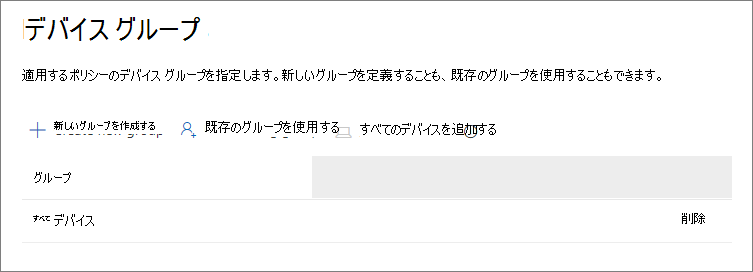 デバイス グループ
適用するポリシーのデバイス グループを指定します。新しいグループを定義することも、既存のグループを使用することもできます。
新しいグループを作成する 既存のグループを使用する すべてのデバイスを追加する
グループ
すべて デバイス 削除